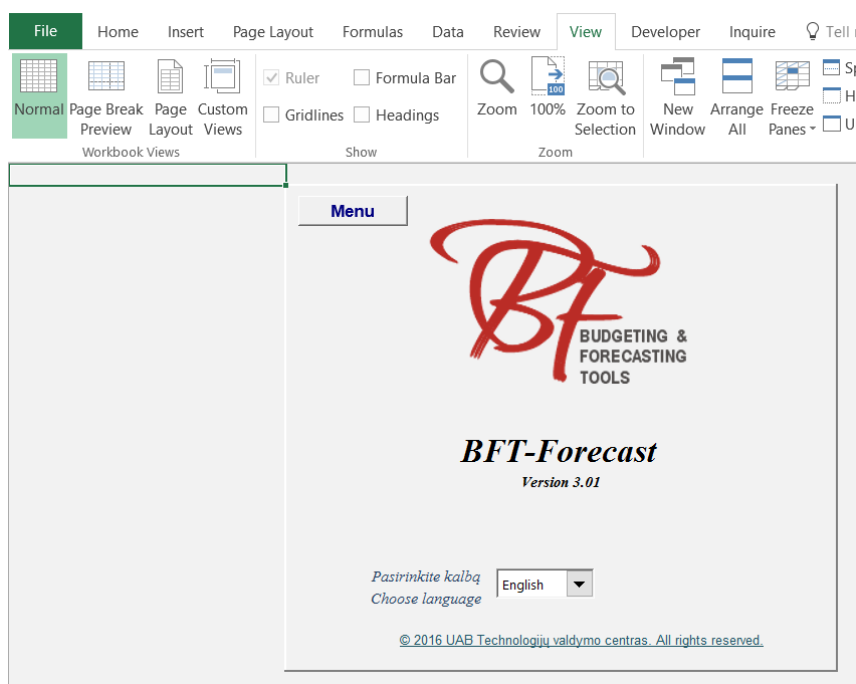 File Home Insert Page Layout Formulas Data Review View Developer Inquire Tell
Normal Page Break Preview Page Layout Custom Views
Workbook Views
Ruler Formula Bar
Gridlines Headings
Show
Zoom 100% Zoom to Selection
100
Zoom
New Window Arrange All Freeze Panes
Menu
BF
BUDGETING &
FORECASTING
TOOLS
BFT-Forecast
Version 3.01
Pasirinkite kalbą
Choose language
English
© 2016 UAB Technologijų valdymo centras. All rights reserved.